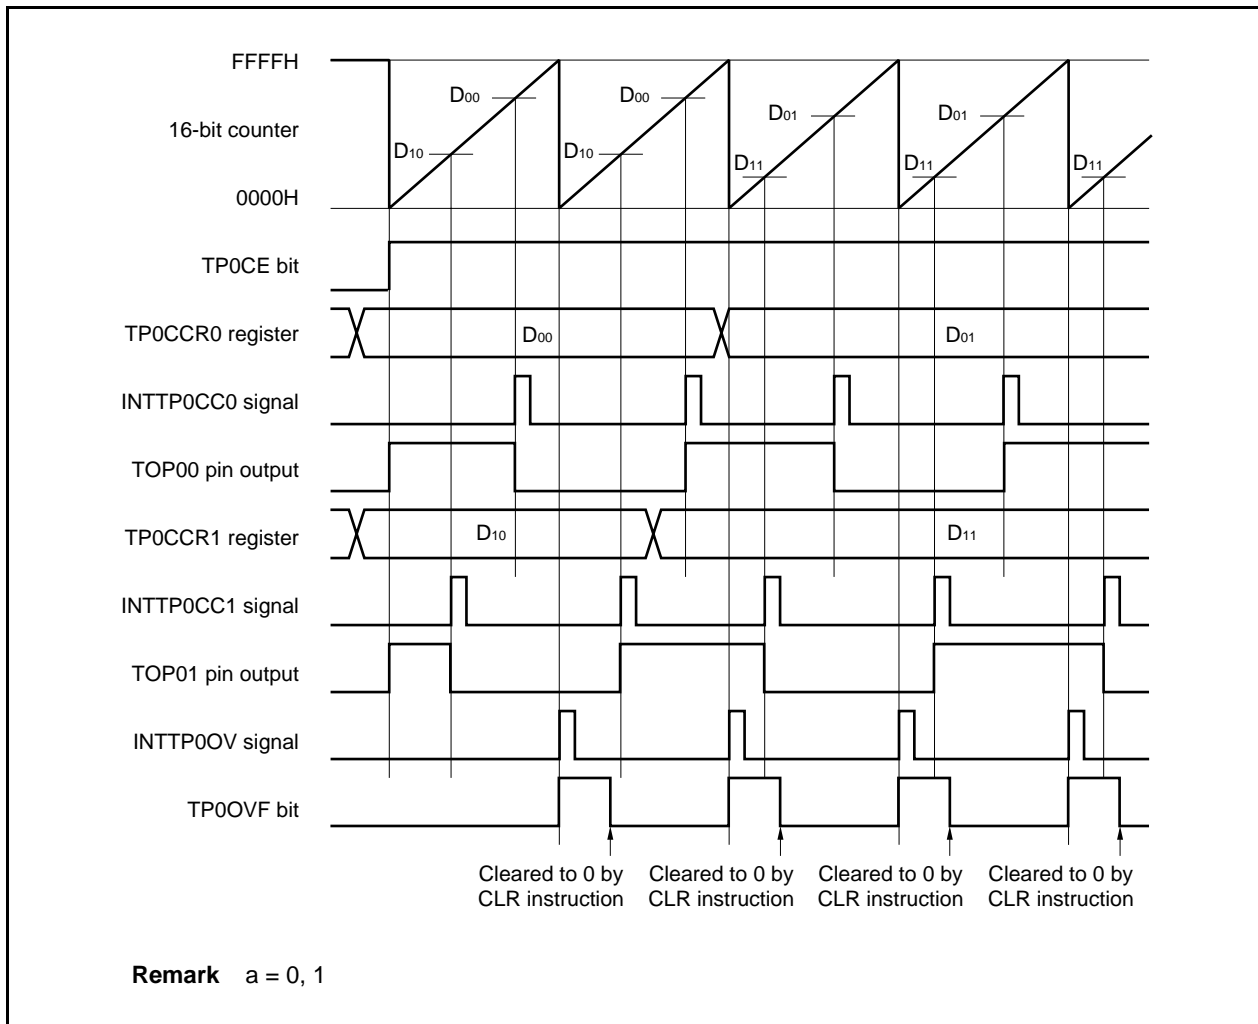 FFFFH
D00
D00
D01
D01
16-bit counter
D10
D10
D11
D11
D11
0000H
TP0CE bit
TP0CCR0 register
D00
D01
INTTP0CC0 signal
TOP00 pin output
TP0CCR1 register
D10
D11
INTTP0CC1 signal
TOP01 pin output
INTTP0OV signal
TP0OVF bit
Cleared to 0 by
CLR instruction
Cleared to 0 by
CLR instruction
Cleared to 0 by
CLR instruction
Cleared to 0 by
CLR instruction
Remark a = 0, 1